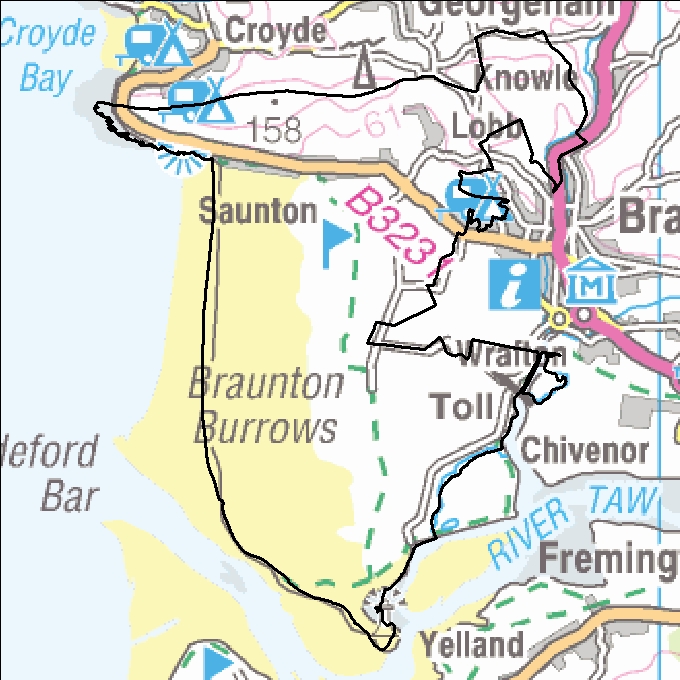 Georgeham
Croyde
Croyde
Bay
Knowle
158
61
Lobb
Saunton
B3231
Bra
i
M
Wrafton
Braunton
Burrows
Toll
deford
Bar
Chivenor
RIVER TAW
Fremingt
Yelland